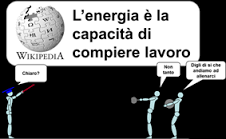 L'energia è la
capacità di
compiere lavoro
WIKIPEDIA
Chiaro?
Non
tanto
Digli di sì che
andiamo ad
allenarci